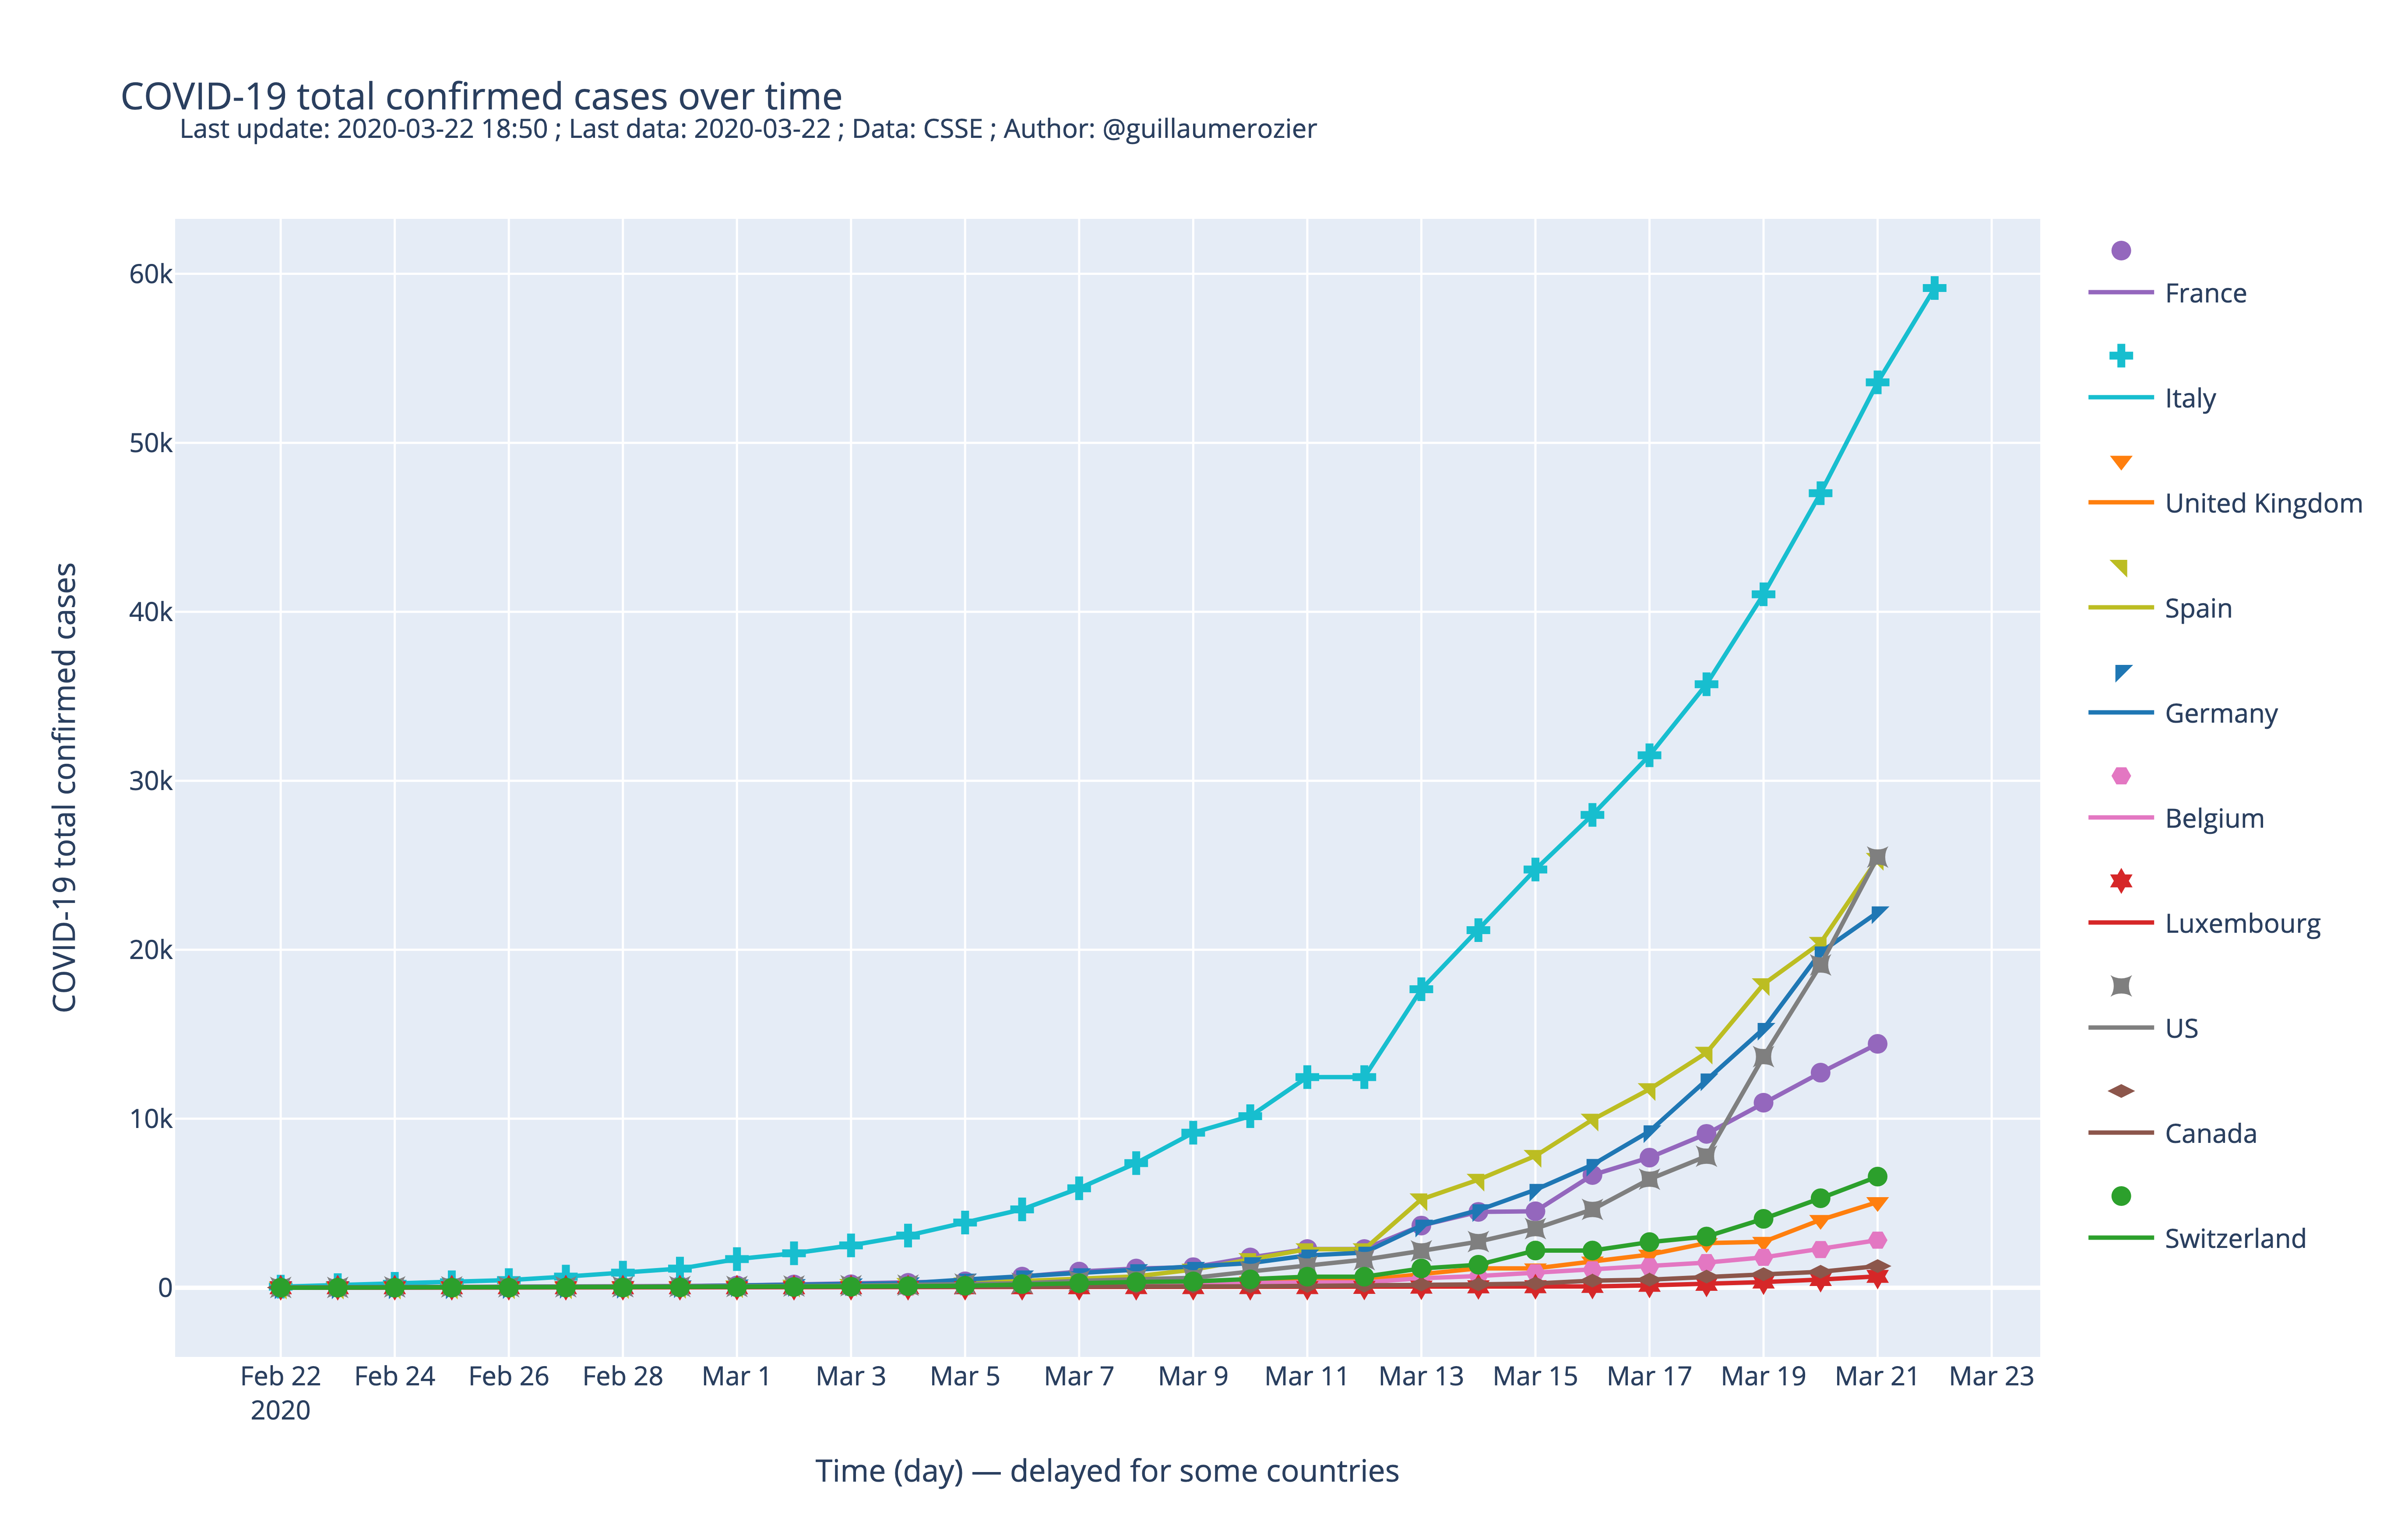 COVID-19 total confirmed cases over time
Last update: 2020-03-22 18:50 ; Last data: 2020-03-22 ; Data: CSSE ; Author: @guillaumerozier
COVID-19 total confirmed cases
60k
50k
40k
30k
20k
10k
0
Feb 22 Feb 24 Feb 26 Feb 28 Mar 1 Mar 3 Mar 5 Mar 7 Mar 9 Mar 11 Mar 13 Mar 15 Mar 17 Mar 19 Mar 21 Mar 23
2020
Time (day) — delayed for some countries
France
Italy
United Kingdom
Spain
Germany
Belgium
Luxembourg
US
Canada
Switzerland